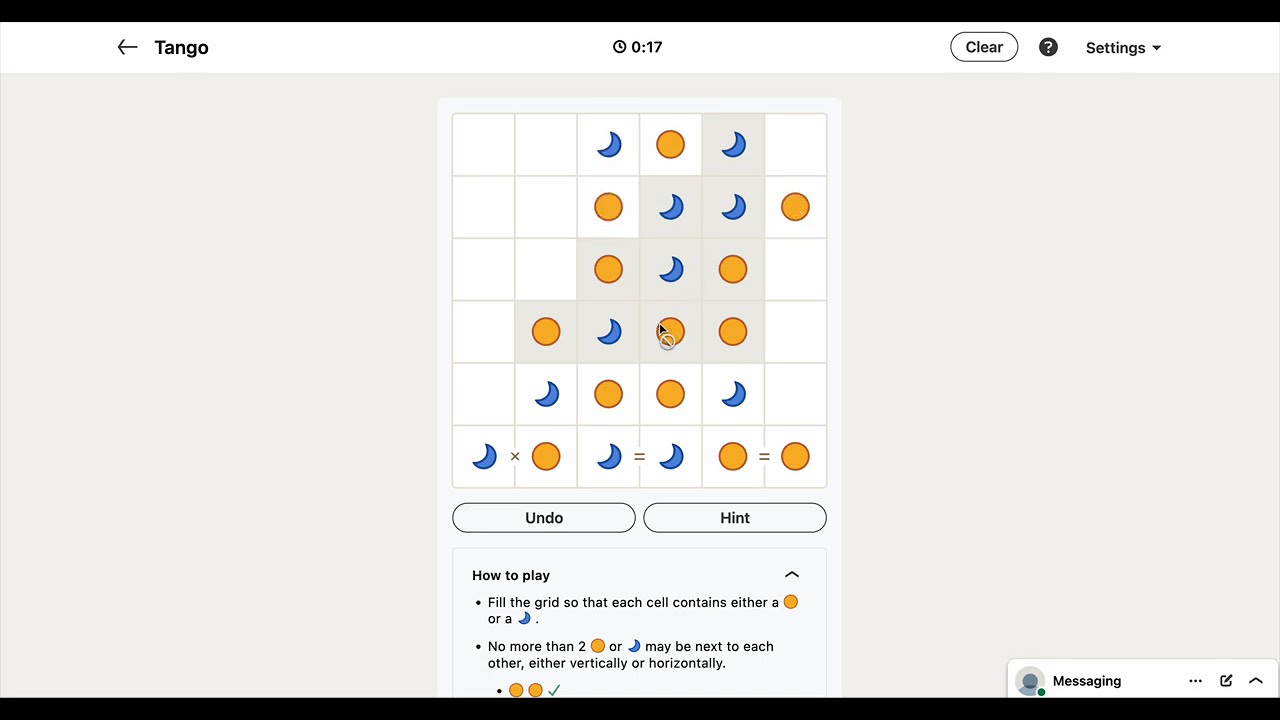 Tango
0:17
Clear
?
Settings
× = =
Undo
Hint
How to play
• Fill the grid so that each cell contains either a
or a .
• No more than 2 or may be next to each
other, either vertically or horizontally.
• ✓
Messaging